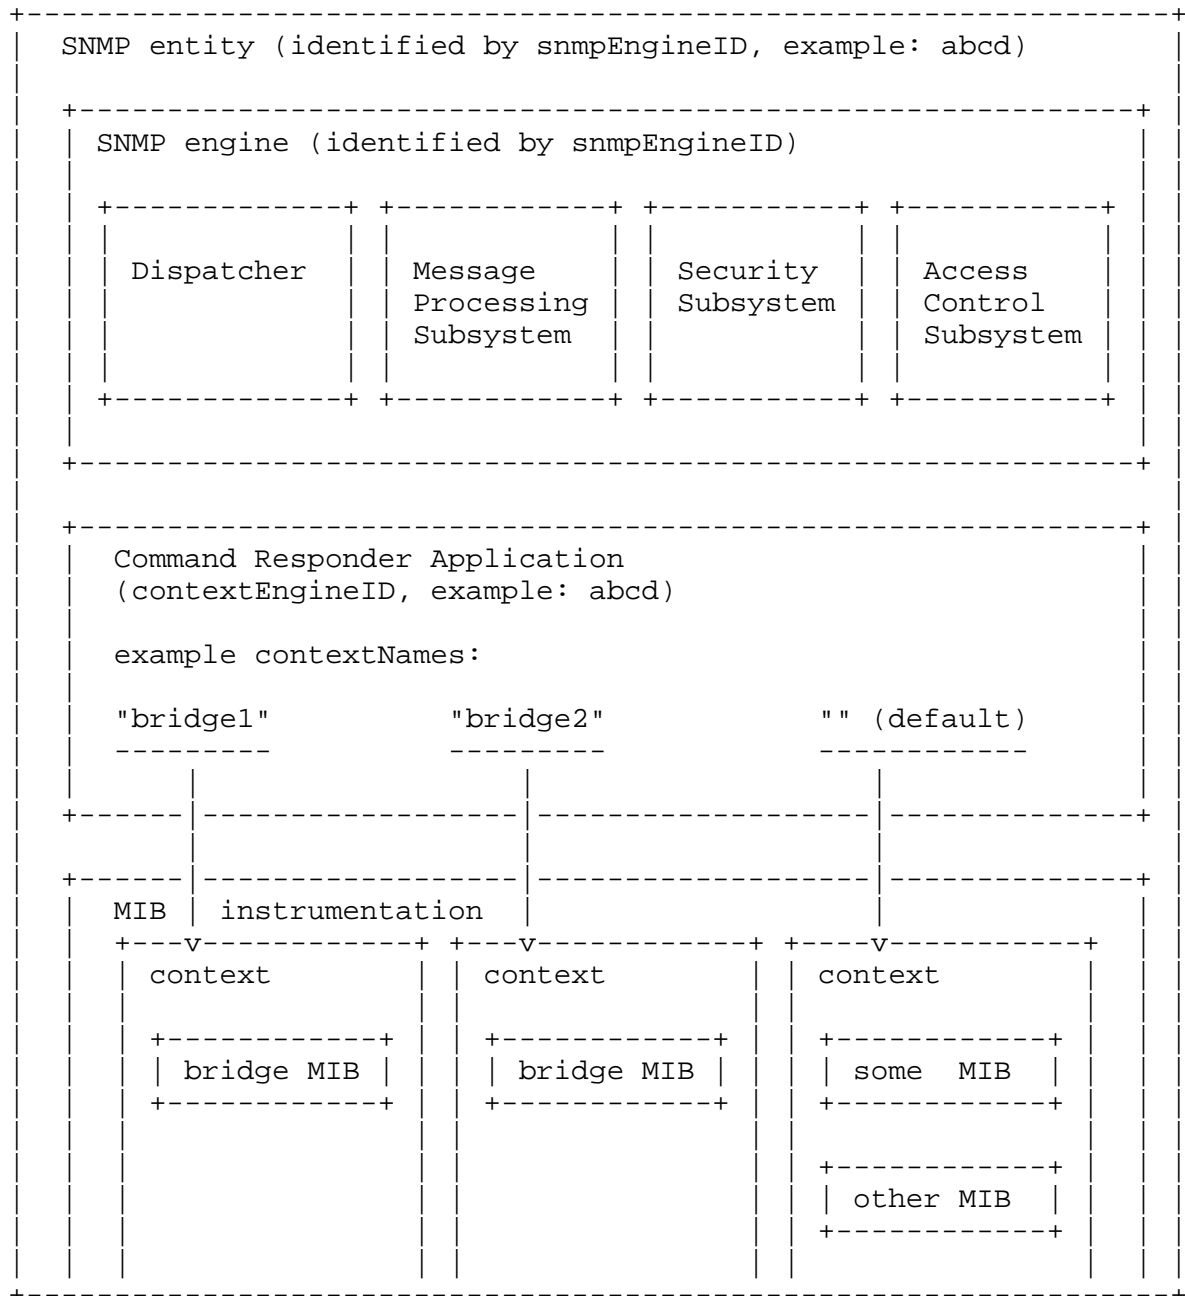 SNMP entity (identified by snmpEngineID, example: abcd)
SNMP engine (identified by snmpEngineID)
Dispatcher
Message
Processing
Subsystem
Security
Subsystem
Access
Control
Subsystem
Command Responder Application
(contextEngineID, example: abcd)
example contextNames:
"bridge1" "bridge2" "" (default)
MIB instrumentation
context context context
bridge MIB bridge MIB some MIB
other MIB